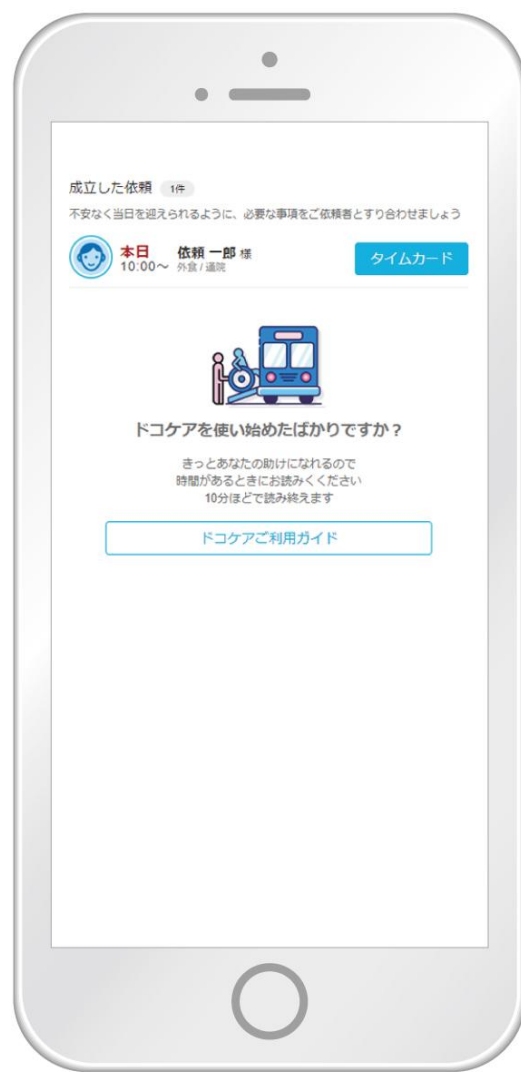 成立した依頼 1件
不安なく当日を迎えられるように、必要な事項をご依頼者とすり合わせましょう
本日 依頼 一郎 様
10:00〜 外食 / 通院
タイムカード
ドコケアを使い始めたばかりですか？
きっとあなたの助けになれるので
時間があるときにお読みください
10分ほどで読み終えます
ドコケアご利用ガイド